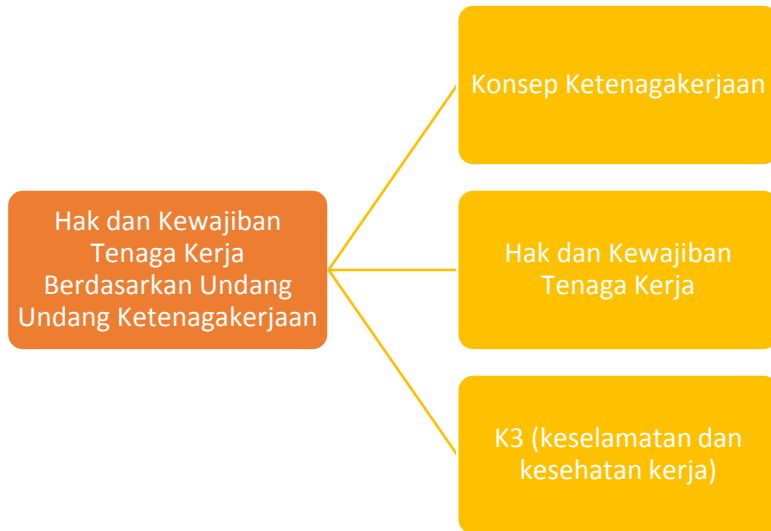 Hak dan Kewajiban
Tenaga Kerja
Berdasarkan Undang
Undang Ketenagakerjaan
Konsep Ketenagakerjaan
Hak dan Kewajiban
Tenaga Kerja
K3 (keselamatan dan
kesehatan kerja)